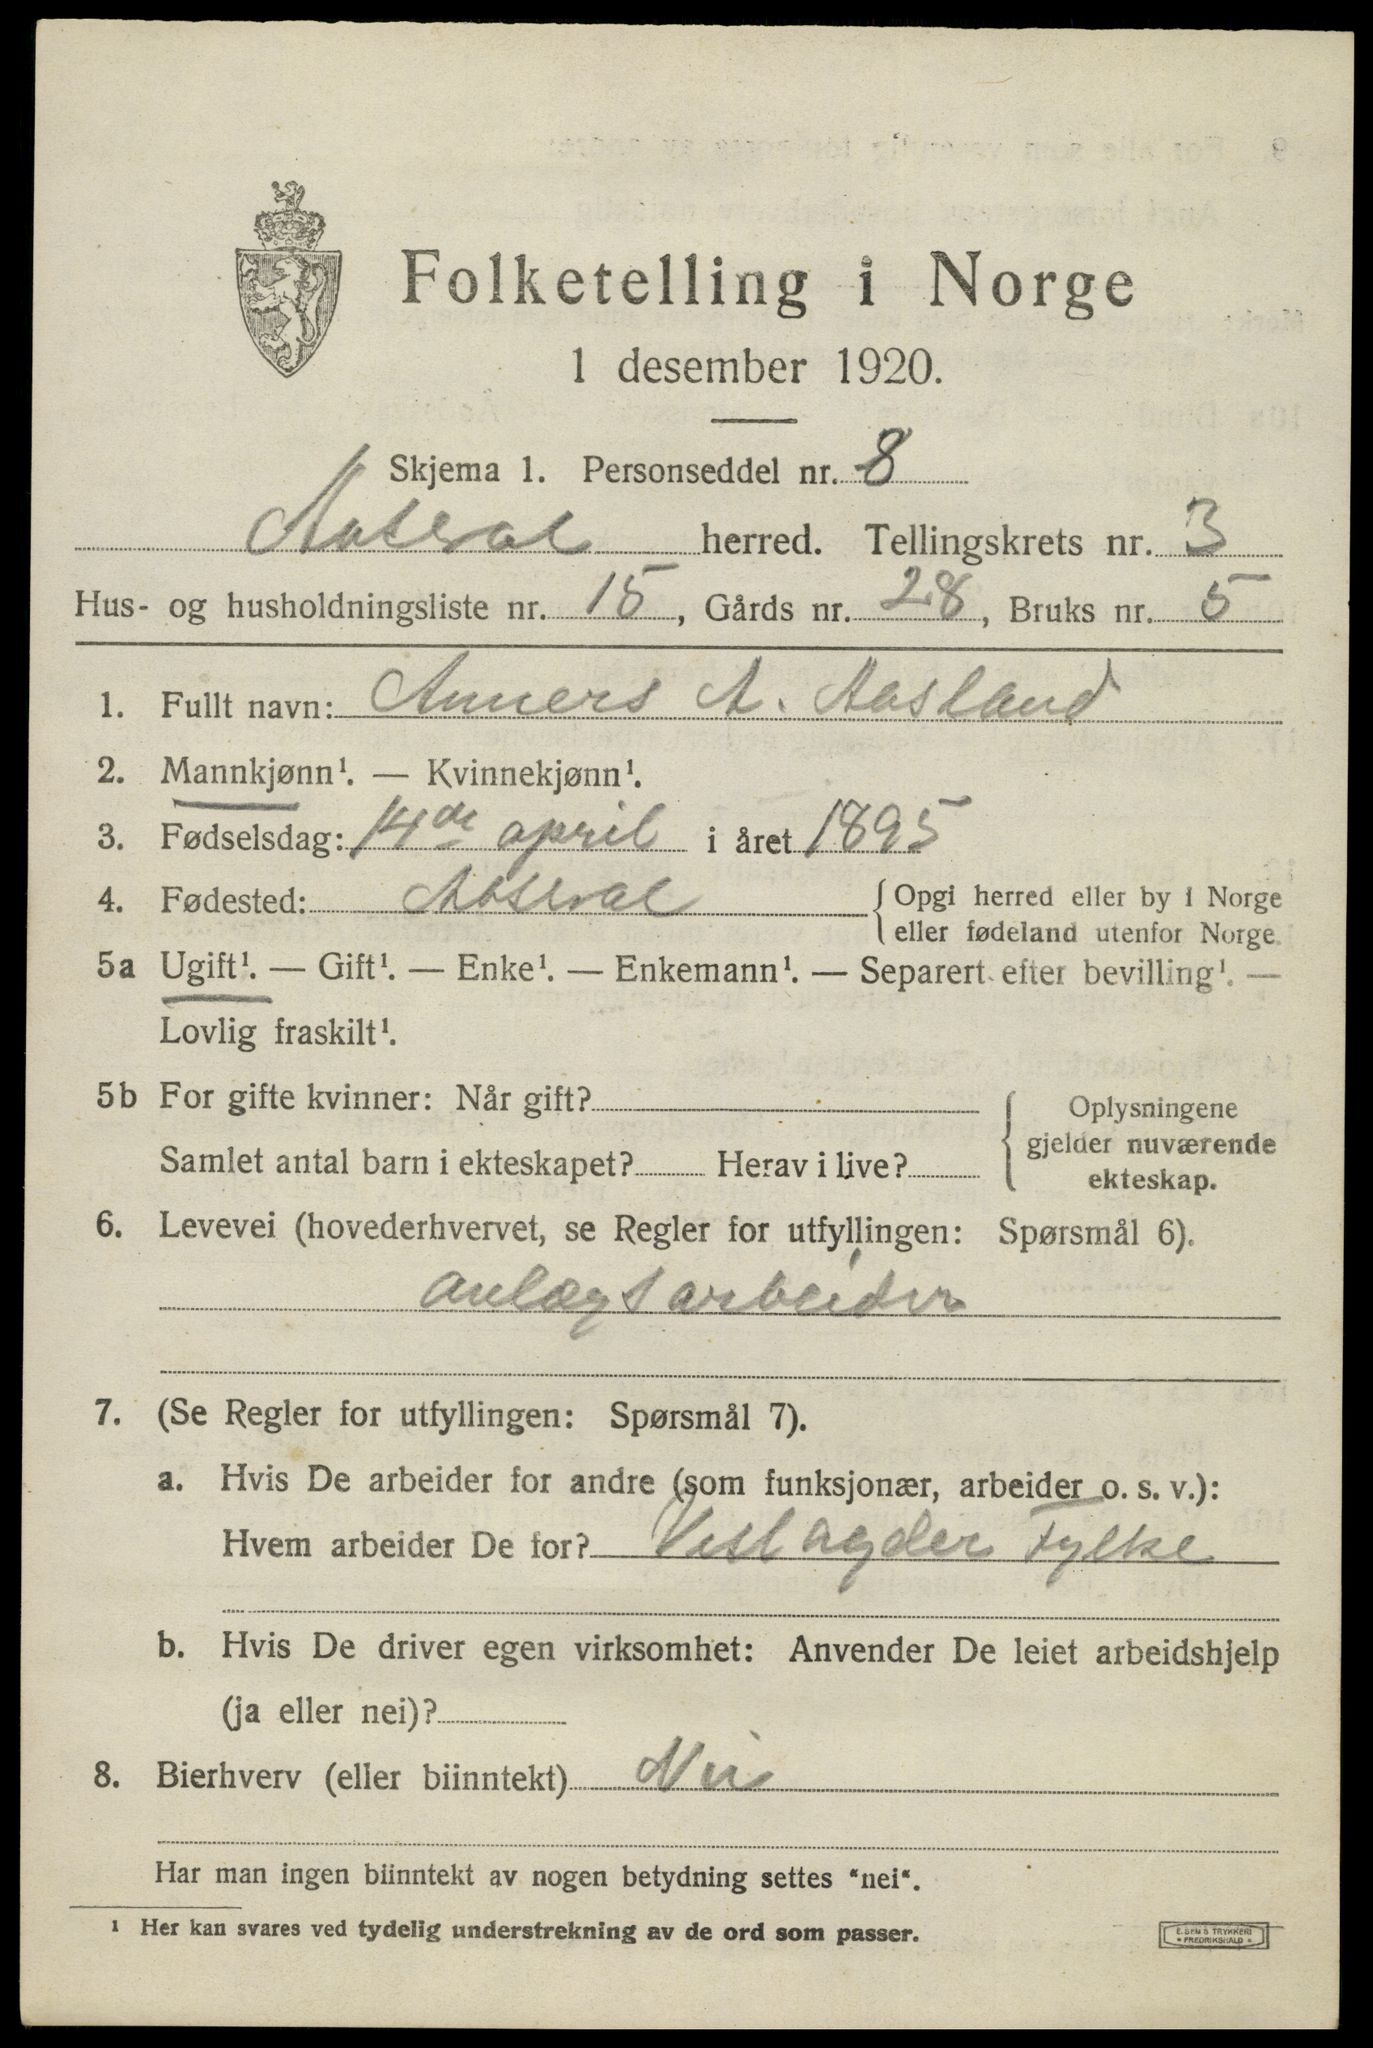 Folketelling i Norge
1 desember 1920.
Skjema 1. Personseddel nr. 8
Aaseral herred. Tellingskrets nr. 3
Hus- og husholdningsliste nr. 15, Gårds nr. 28, Bruks nr. 5
1. Fullt navn: Anners A. Aasland
2. Mannkjønn¹. — Kvinnekjønn¹.
3. Fødselsdag: 14de april i året 1895
4. Fødested: Aaseral {Opgi herred eller by i Norge
eller fødeland utenfor Norge.
5a Ugift¹. — Gift¹. — Enke¹. — Enkemann¹. — Separert efter bevilling¹. —
Lovlig fraskilt¹.
5b For gifte kvinner: Når gift?
Samlet antal barn i ekteskapet? Herav i live?
Oplysningene
gjelder nuværende
ekteskap.
6. Levevei (hovederhvervet, se Regler for utfyllingen: Spørsmål 6).
anlægsarbeider
7. (Se Regler for utfyllingen: Spørsmål 7).
a. Hvis De arbeider for andre (som funksjonær, arbeider o. s. v.):
Hvem arbeider De for? Vest agder Fylke
b. Hvis De driver egen virksomhet: Anvender De leiet arbeidshjelp
(ja eller nei)?
8. Bierhverv (eller biinntekt) Nei
Har man ingen biinntekt av nogen betydning settes "nei".
¹ Her kan svares ved tydelig understrekning av de ord som passer.
E. SEM'S TRYKKERI
FREDRIKSHALD